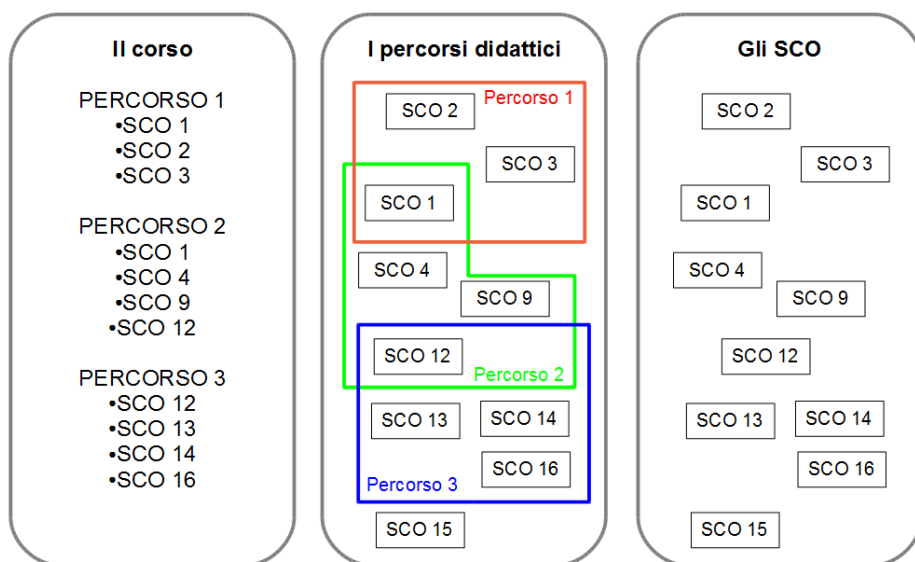 Il corso
PERCORSO 1
•SCO 1
•SCO 2
•SCO 3
PERCORSO 2
•SCO 1
•SCO 4
•SCO 9
•SCO 12
PERCORSO 3
•SCO 12
•SCO 13
•SCO 14
•SCO 16
I percorsi didattici
Percorso 1
SCO 2
SCO 3
SCO 1
SCO 4
SCO 9
SCO 12
Percorso 2
SCO 13
SCO 14
SCO 16
Percorso 3
SCO 15
Gli SCO
SCO 2
SCO 3
SCO 1
SCO 4
SCO 9
SCO 12
SCO 13
SCO 14
SCO 16
SCO 15